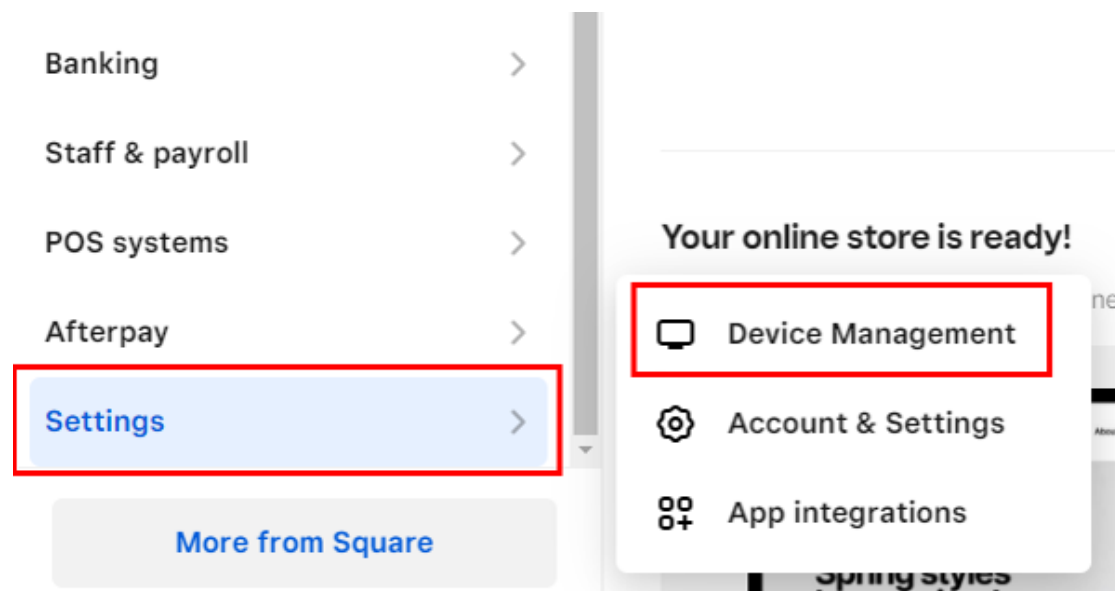 Banking
Staff & payroll
POS systems
Afterpay
Settings
More from Square
Your online store is ready!
Device Management
Account & Settings
App integrations
Spring styles